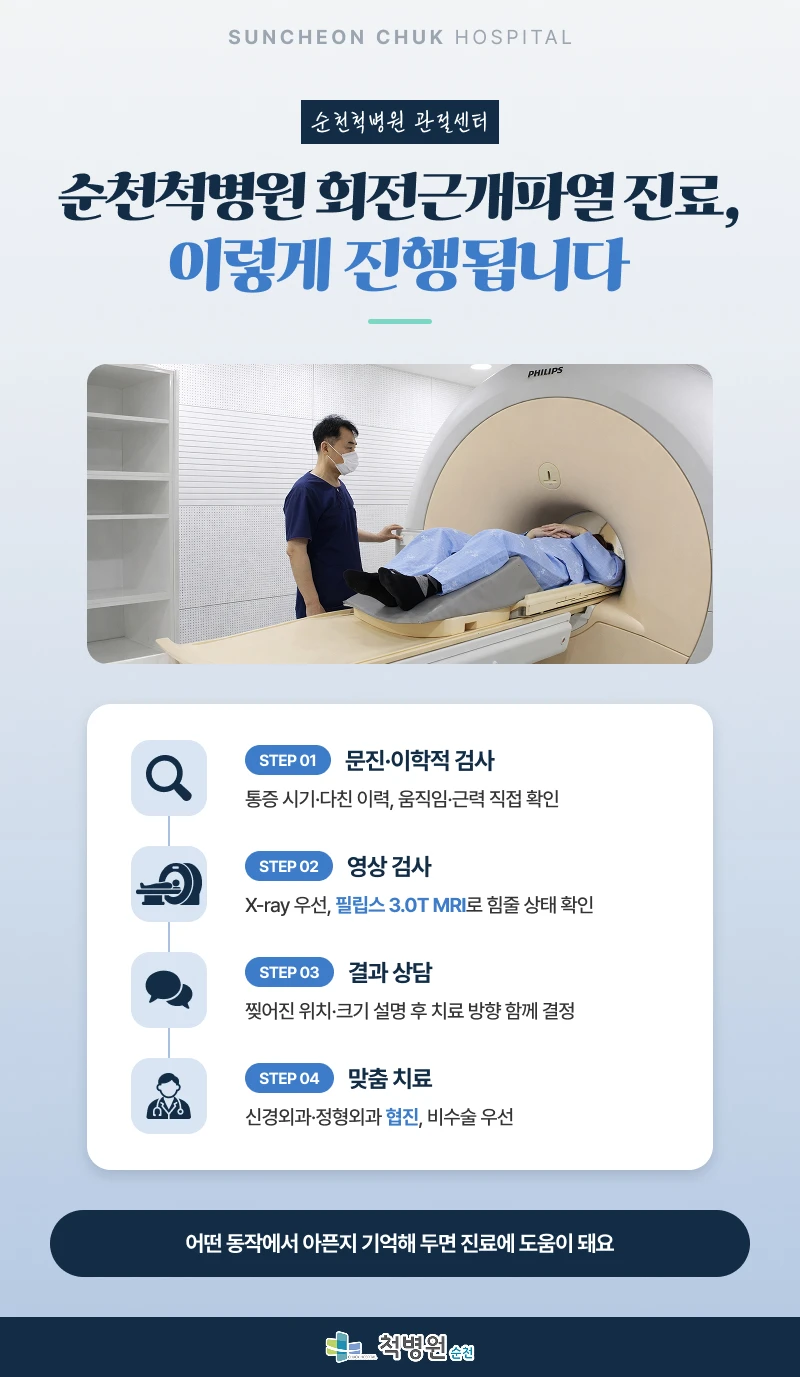 SUNCHEON CHUK HOSPITAL
순천척병원 관절센터
순천척병원 회전근개파열 진료,
이렇게 진행됩니다
PHILIPS
STEP 01 문진·이학적 검사
통증 시기·다친 이력, 움직임·근력 직접 확인
STEP 02 영상 검사
X-ray 우선, 필립스 3.0T MRI로 힘줄 상태 확인
STEP 03 결과 상담
찢어진 위치·크기 설명 후 치료 방향 함께 결정
STEP 04 맞춤 치료
신경외과·정형외과 협진, 비수술 우선
어떤 동작에서 아픈지 기억해 두면 진료에 도움이 돼요
척병원 순천